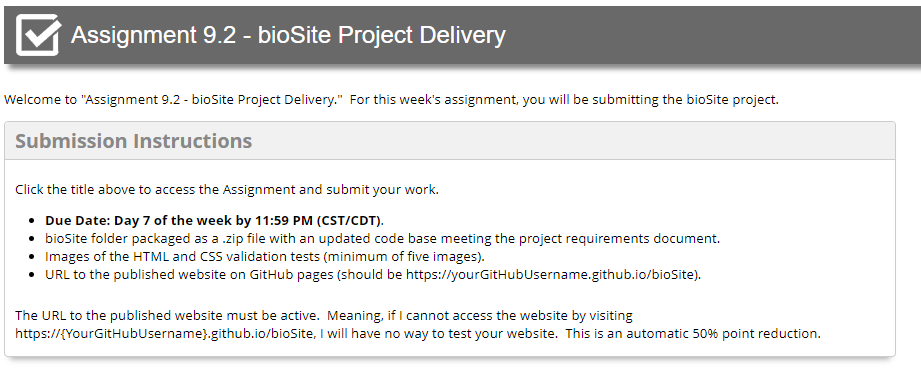 Assignment 9.2 - bioSite Project Delivery
Welcome to "Assignment 9.2 - bioSite Project Delivery."  For this week's assignment, you will be submitting the bioSite project.
Submission Instructions
Click the title above to access the Assignment and submit your work.
• Due Date: Day 7 of the week by 11:59 PM (CST/CDT).
• bioSite folder packaged as a .zip file with an updated code base meeting the project requirements document.
• Images of the HTML and CSS validation tests (minimum of five images).
• URL to the published website on GitHub pages (should be https://yourGitHubUsername.github.io/bioSite).
The URL to the published website must be active.  Meaning, if I cannot access the website by visiting
https://{YourGitHubUsername}.github.io/bioSite, I will have no way to test your website.  This is an automatic 50% point reduction.